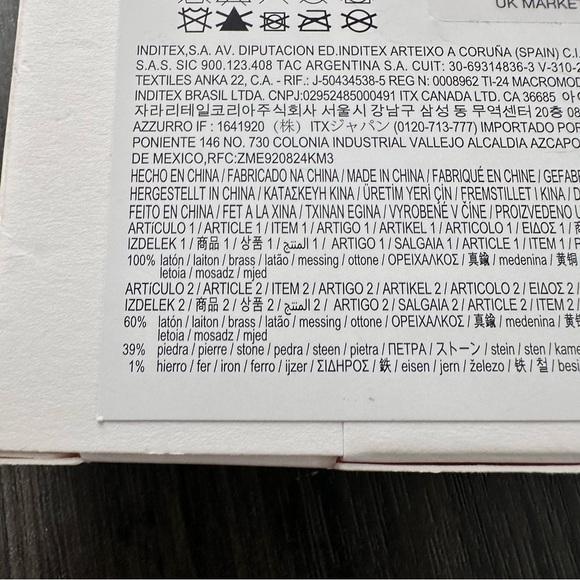 UK MARKET
INDITEX,S.A. AV. DIPUTACION ED.INDITEX ARTEIXO A CORUÑA (SPAIN) C.I.
S.A.S. SIC 900.123.408 TAC ARGENTINA S.A. CUIT: 30-69314836-3 V-310-2
TEXTILES ANKA 22, C.A. - RIF.: J-50434538-5 REG N: 0008962 TI-24 MACROMOD
INDITEX BRASIL LTDA. CNPJ:02952485000491 ITX CANADA LTD. CA 36685 아이
자라리테일코리아주식회사 서울시 강남구 삼성 동 무역센터 20층 08
AZZURRO IF : 1641920 (株) ITXジャパン (0120-713-777) IMPORTADO POR
PONIENTE 146 NO. 730 COLONIA INDUSTRIAL VALLEJO ALCALDIA AZCAPO
DE MEXICO,RFC:ZME920824KM3
HECHO EN CHINA / FABRICADO NA CHINA / MADE IN CHINA / FABRIQUÉ EN CHINE / GEFABR
HERGESTELLT IN CHINA / ΚΑΤΑΣΚΕΥΗ ΚΙΝΑ / ÜRETİM YERİ ÇİN / FREMSTILLET I KINA / D
FEITO EN CHINA / FET A LA XINA / TXINAN EGINA / VYROBENÉ V ČÍNE / PROIZVEDENO U
ARTíCULO 1 / ARTICLE 1 / ITEM 1 / ARTIGO 1 / ARTIKEL 1 / ARTICOLO 1 / ΕΙΔΟΣ 1 /
IZDELEK 1 / 商品 1 / 상품 1 / المنتج 1 / ARTIGO 1 / SALGAIA 1 / ARTICLE 1 / ITEM 1 / P
100% latón / laiton / brass / latão / messing / ottone / ΟΡΕΙΧΑΛΚΟΣ / 真鍮 / medenina / 黄铜
letoia / mosadz / mjed
ARTíCULO 2 / ARTICLE 2 / ITEM 2 / ARTIGO 2 / ARTIKEL 2 / ARTICOLO 2 / ΕΙΔΟΣ 2 /
IZDELEK 2 / 商品 2 / 상품 2 / المنتج 2 / ARTIGO 2 / SALGAIA 2 / ARTICLE 2 / ITEM 2 /
60% latón / laiton / brass / latão / messing / ottone / ΟΡΕΙΧΑΛΚΟΣ / 真鍮 / medenina / 黄铜
letoia / mosadz / mjed
39% piedra / pierre / stone / pedra / steen / pietra / ΠΕΤΡΑ / ストーン / stein / sten / kame
1% hierro / fer / iron / ferro / ijzer / ΣΙΔΗΡΟΣ / 鉄 / eisen / jern / železo / 铁 / 철 / besi